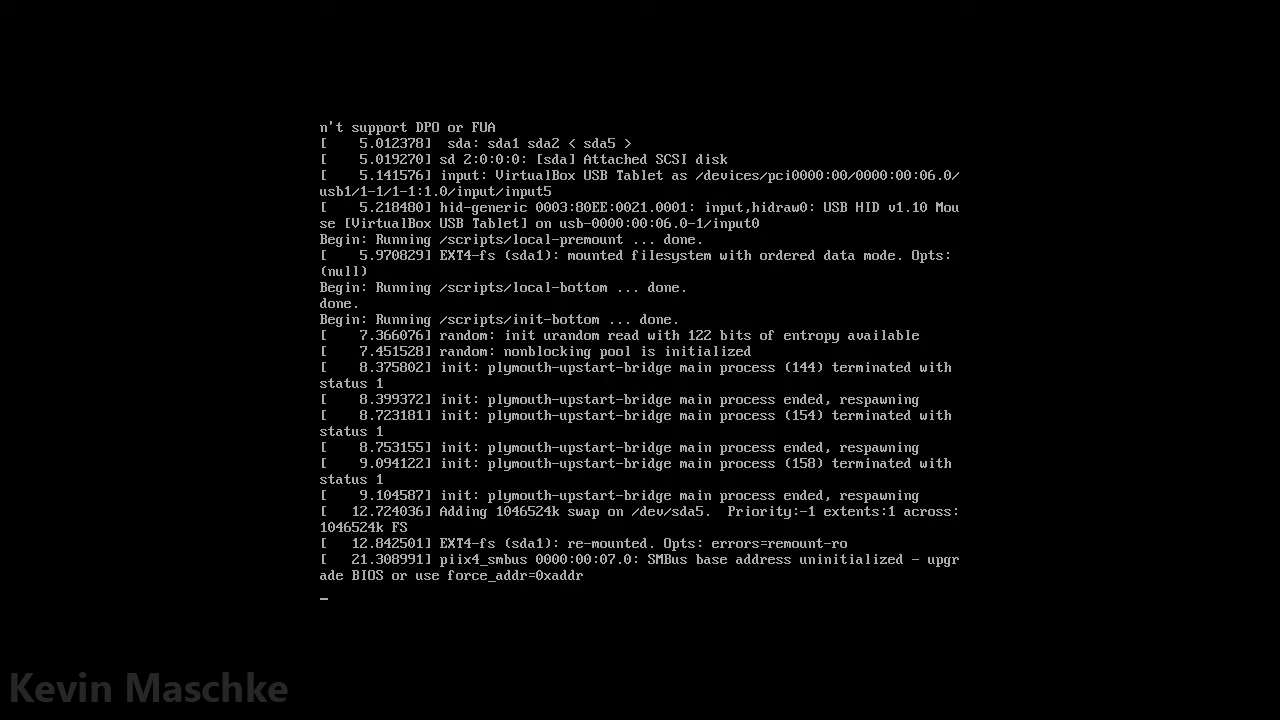 n't support DPO or FUA
[    5.012378]  sda: sda1 sda2 < sda5 >
[    5.019270] sd 2:0:0:0: [sda] Attached SCSI disk
[    5.141576] input: VirtualBox USB Tablet as /devices/pci0000:00/0000:00:06.0/
usb1/1-1/1-1:1.0/input/input5
[    5.218480] hid-generic 0003:80EE:0021.0001: input,hidraw0: USB HID v1.10 Mou
se [VirtualBox USB Tablet] on usb-0000:00:06.0-1/input0
Begin: Running /scripts/local-premount ... done.
[    5.970829] EXT4-fs (sda1): mounted filesystem with ordered data mode. Opts:
(null)
Begin: Running /scripts/local-bottom ... done.
done.
Begin: Running /scripts/init-bottom ... done.
[    7.366076] random: init urandom read with 122 bits of entropy available
[    7.451528] random: nonblocking pool is initialized
[    8.375802] init: plymouth-upstart-bridge main process (144) terminated with
status 1
[    8.399372] init: plymouth-upstart-bridge main process ended, respawning
[    8.723181] init: plymouth-upstart-bridge main process (154) terminated with
status 1
[    8.753155] init: plymouth-upstart-bridge main process ended, respawning
[    9.094122] init: plymouth-upstart-bridge main process (158) terminated with
status 1
[    9.104587] init: plymouth-upstart-bridge main process ended, respawning
[   12.724036] Adding 1046524k swap on /dev/sda5.  Priority:-1 extents:1 across:
1046524k FS
[   12.842501] EXT4-fs (sda1): re-mounted. Opts: errors=remount-ro
[   21.308991] piix4_smbus 0000:00:07.0: SMBus base address uninitialized - upgr
ade BIOS or use force_addr=0xaddr
_
Kevin Maschke